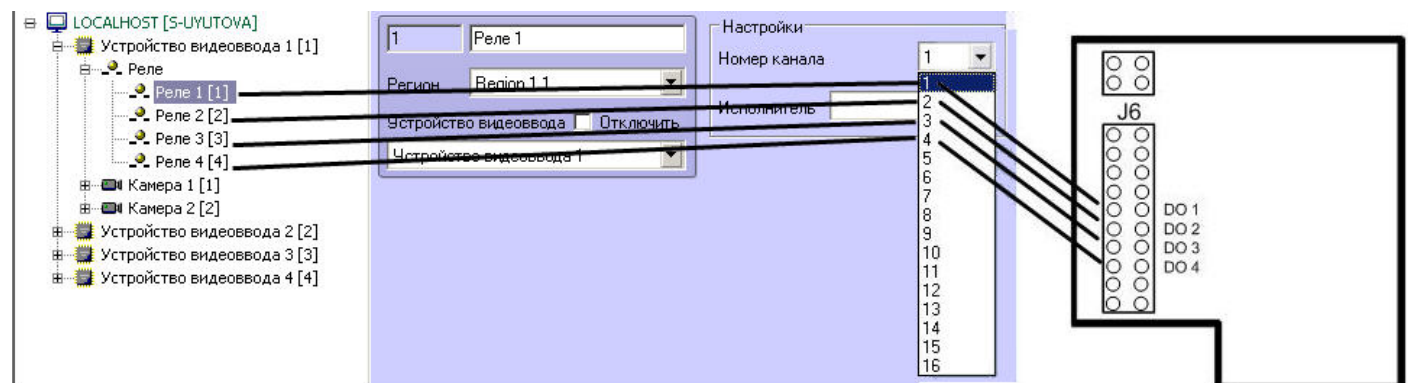 LOCALHOST [S-UYUTOVA]
Устройство видеоввода 1 [1]
Реле
Реле 1 [1]
Реле 2 [2]
Реле 3 [3]
Реле 4 [4]
Камера 1 [1]
Камера 2 [2]
Устройство видеоввода 2 [2]
Устройство видеоввода 3 [3]
Устройство видеоввода 4 [4]
1 Реле 1
Регион Region 1.1
Устройство видеоввода Отключить
Устройство видеоввода 1
Настройки
Номер канала 1
Исполнитель
1
2
3
4
5
6
7
8
9
10
11
12
13
14
15
16
J6
DO 1
DO 2
DO 3
DO 4